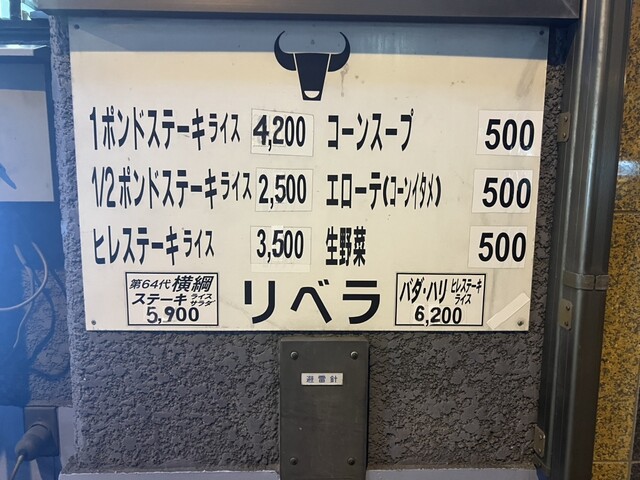 1ポンドステーキライス 4,200 コーンスープ 500
1/2ポンドステーキライス 2,500 エローテ(コーンイタメ) 500
ヒレステーキライス 3,500 生野菜 500
第64代横綱
ステーキ ライス サラダ
5,900
リベラ
バダ・ハリ ヒレステーキ ライス
6,200
避雷針